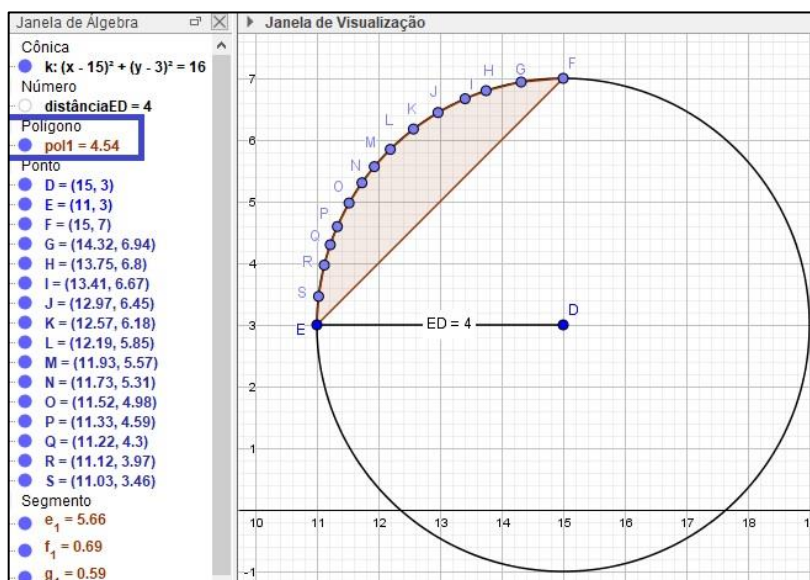 Janela de Álgebra
Janela de Visualização
Cônica
k: (x - 15)² + (y - 3)² = 16
Número
distânciaED = 4
Polígono
pol1 = 4.54
Ponto
D = (15, 3)
E = (11, 3)
F = (15, 7)
G = (14.32, 6.94)
H = (13.75, 6.8)
I = (13.41, 6.67)
J = (12.97, 6.45)
K = (12.57, 6.18)
L = (12.19, 5.85)
M = (11.93, 5.57)
N = (11.73, 5.31)
O = (11.52, 4.98)
P = (11.33, 4.59)
Q = (11.22, 4.3)
R = (11.12, 3.97)
S = (11.03, 3.46)
Segmento
e_1 = 5.66
f_1 = 0.69
g_1 = 0.59
F
G
H
I
J
K
L
M
N
O
P
Q
R
S
E
ED = 4
D
7
6
5
4
3
2
1
-1
10 11 12 13 14 15 16 17 18